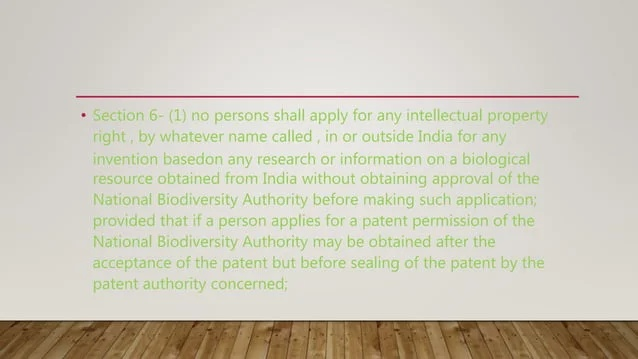 • Section 6- (1) no persons shall apply for any intellectual property
right , by whatever name called , in or outside India for any
invention basedon any research or information on a biological
resource obtained from India without obtaining approval of the
National Biodiversity Authority before making such application;
provided that if a person applies for a patent permission of the
National Biodiversity Authority may be obtained after the
acceptance of the patent but before sealing of the patent by the
patent authority concerned;